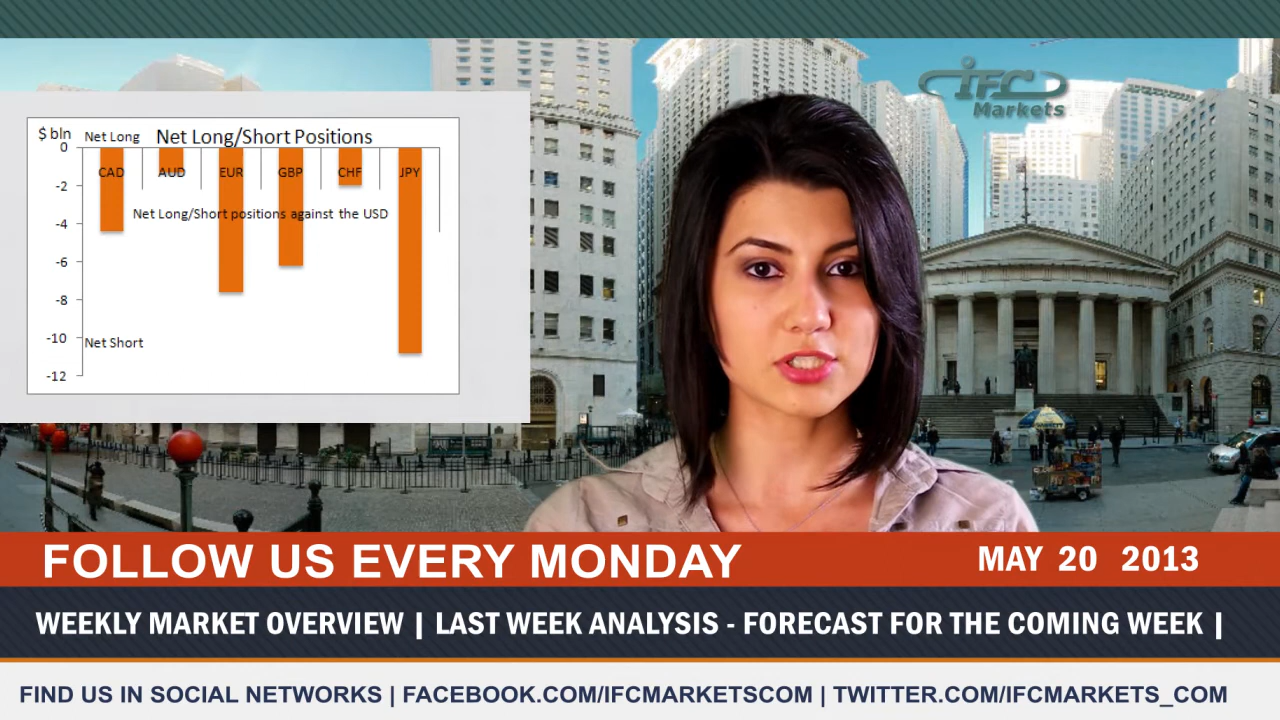 iFC
Markets
$ bln
Net Long
Net Long/Short Positions
0
CAD AUD EUR GBP CHF JPY
-2
Net Long/Short positions against the USD
-4
-6
-8
-10
Net Short
-12
FOLLOW US EVERY MONDAY
MAY 20 2013
WEEKLY MARKET OVERVIEW | LAST WEEK ANALYSIS - FORECAST FOR THE COMING WEEK |
FIND US IN SOCIAL NETWORKS | FACEBOOK.COM/IFCMARKETSCOM | TWITTER.COM/IFCMARKETS_COM